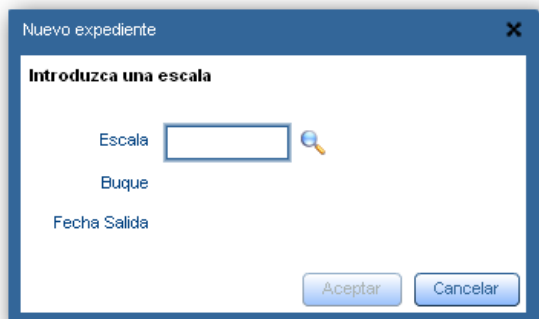 Nuevo expediente
Introduzca una escala
Escala
Buque
Fecha Salida
Aceptar Cancelar